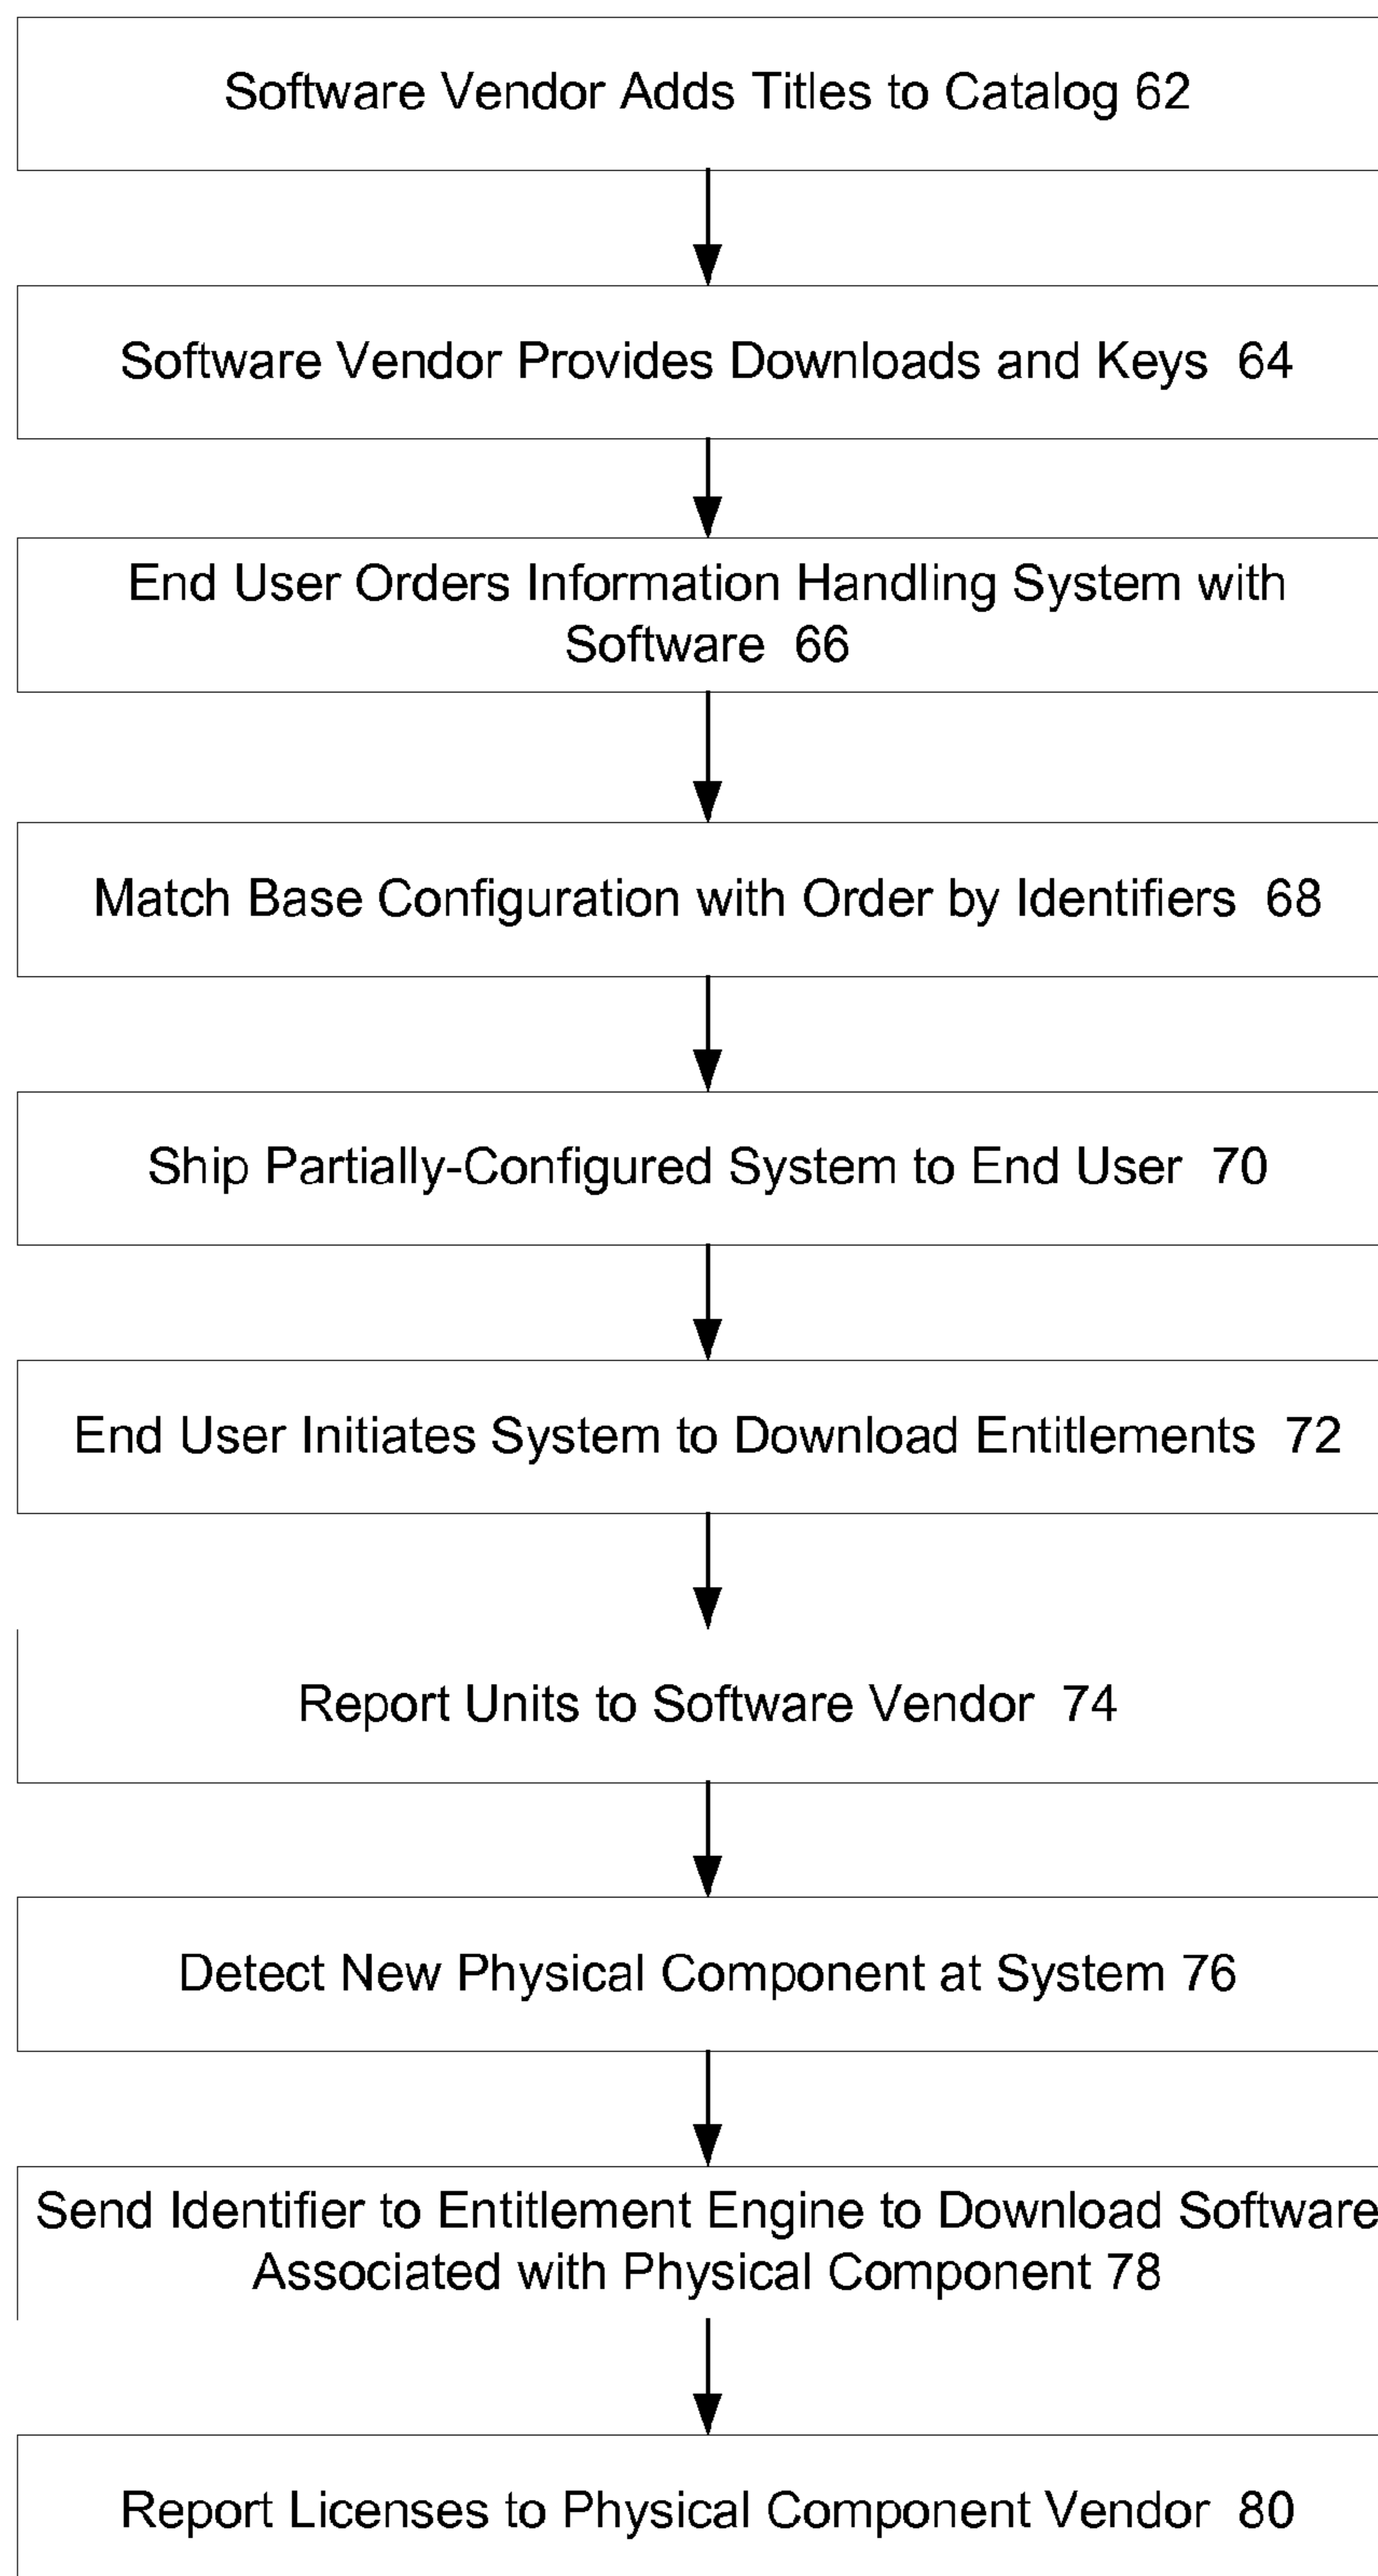 Software Vendor Adds Titles to Catalog 62
Software Vendor Provides Downloads and Keys 64
End User Orders Information Handling System with
Software 66
Match Base Configuration with Order by Identifiers 68
Ship Partially-Configured System to End User 70
End User Initiates System to Download Entitlements 72
Report Units to Software Vendor 74
Detect New Physical Component at System 76
Send Identifier to Entitlement Engine to Download Software
Associated with Physical Component 78
Report Licenses to Physical Component Vendor 80